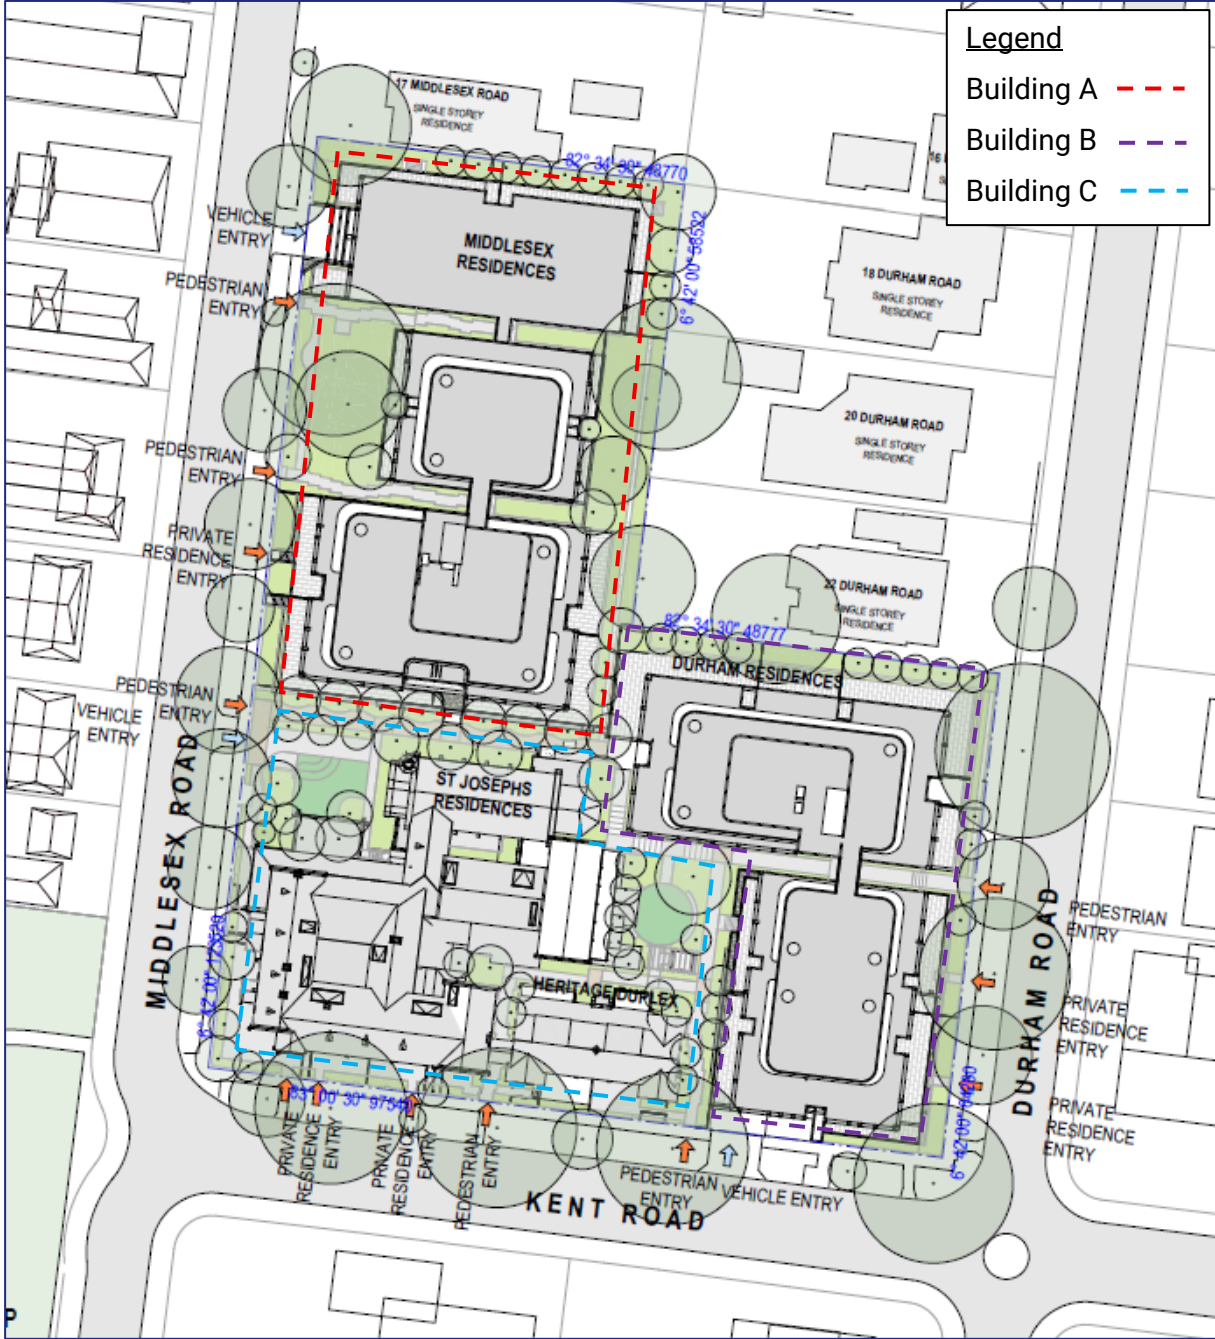 Legend
Building A
Building B
Building C
17 MIDDLESEX ROAD
SINGLE STOREY
RESIDENCE
82° 34' 30" 48770
VEHICLE
ENTRY
MIDDLESEX
RESIDENCES
6° 42' 00" 58522
18 DURHAM ROAD
SINGLE STOREY
RESIDENCE
PEDESTRIAN
ENTRY
20 DURHAM ROAD
SINGLE STOREY
RESIDENCE
PEDESTRIAN
ENTRY
PRIVATE
RESIDENCE
ENTRY
22 DURHAM ROAD
SINGLE STOREY
RESIDENCE
82° 34' 30" 48777
DURHAM RESIDENCES
PEDESTRIAN
ENTRY
VEHICLE
ENTRY
MIDDLESEX ROAD
ST JOSEPHS
RESIDENCES
HERITAGE DUPLEX
PEDESTRIAN
ENTRY
DURHAM ROAD
PRIVATE
RESIDENCE
ENTRY
PRIVATE
RESIDENCE
ENTRY
PRIVATE
RESIDENCE
ENTRY
PRIVATE
RESIDENCE
ENTRY
PEDESTRIAN
ENTRY
PEDESTRIAN
ENTRY
VEHICLE ENTRY
KENT ROAD
P